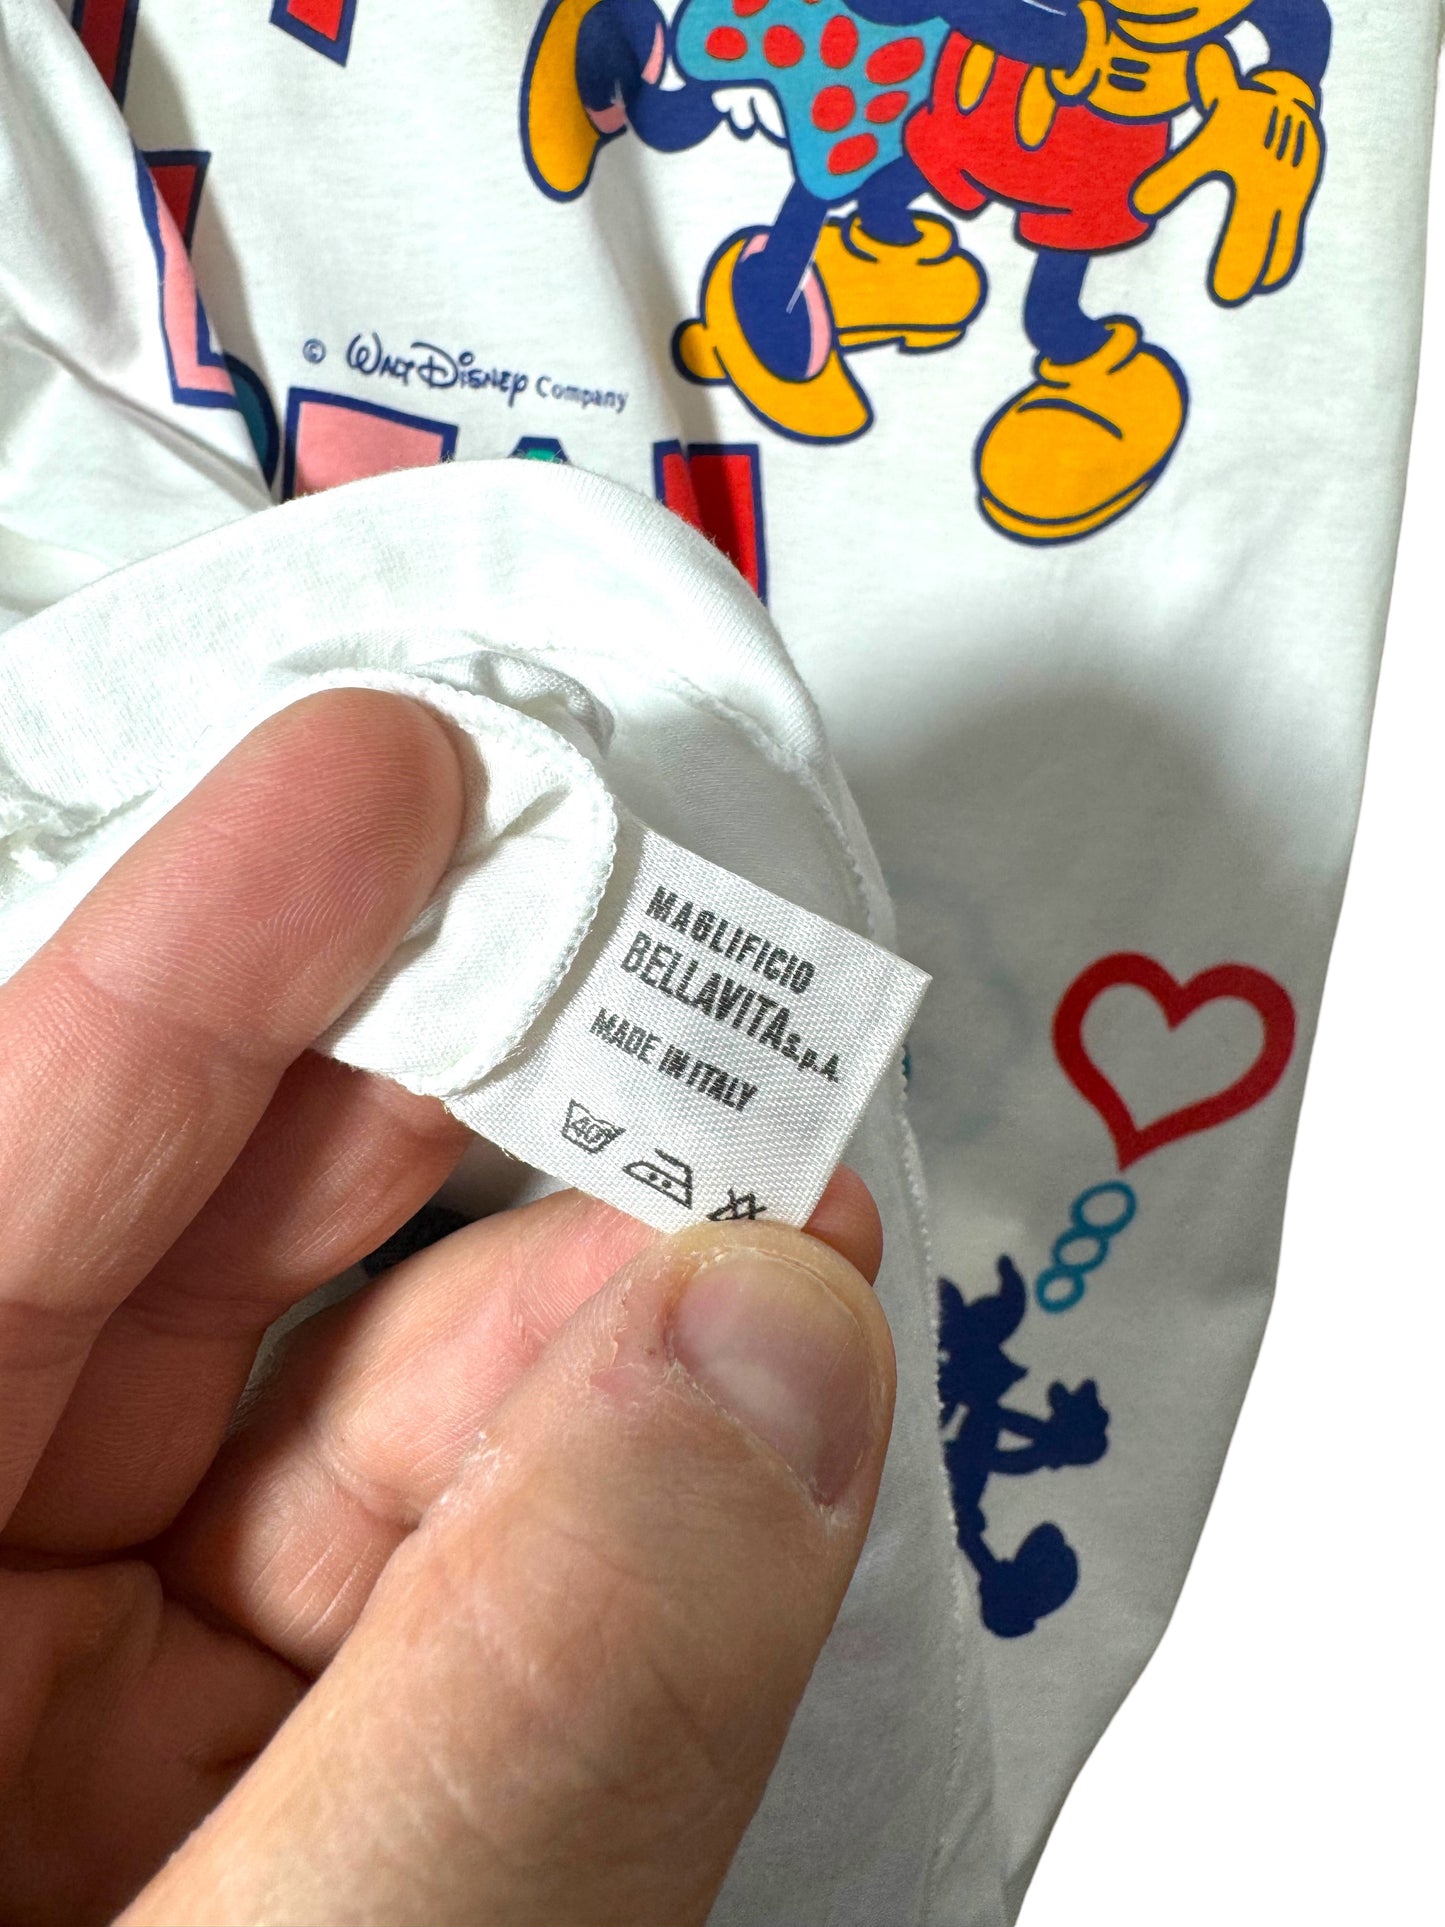 © Walt Disney Company
MAGLIFICIO
BELLAVITA S.p.A.
MADE IN ITALY
40°